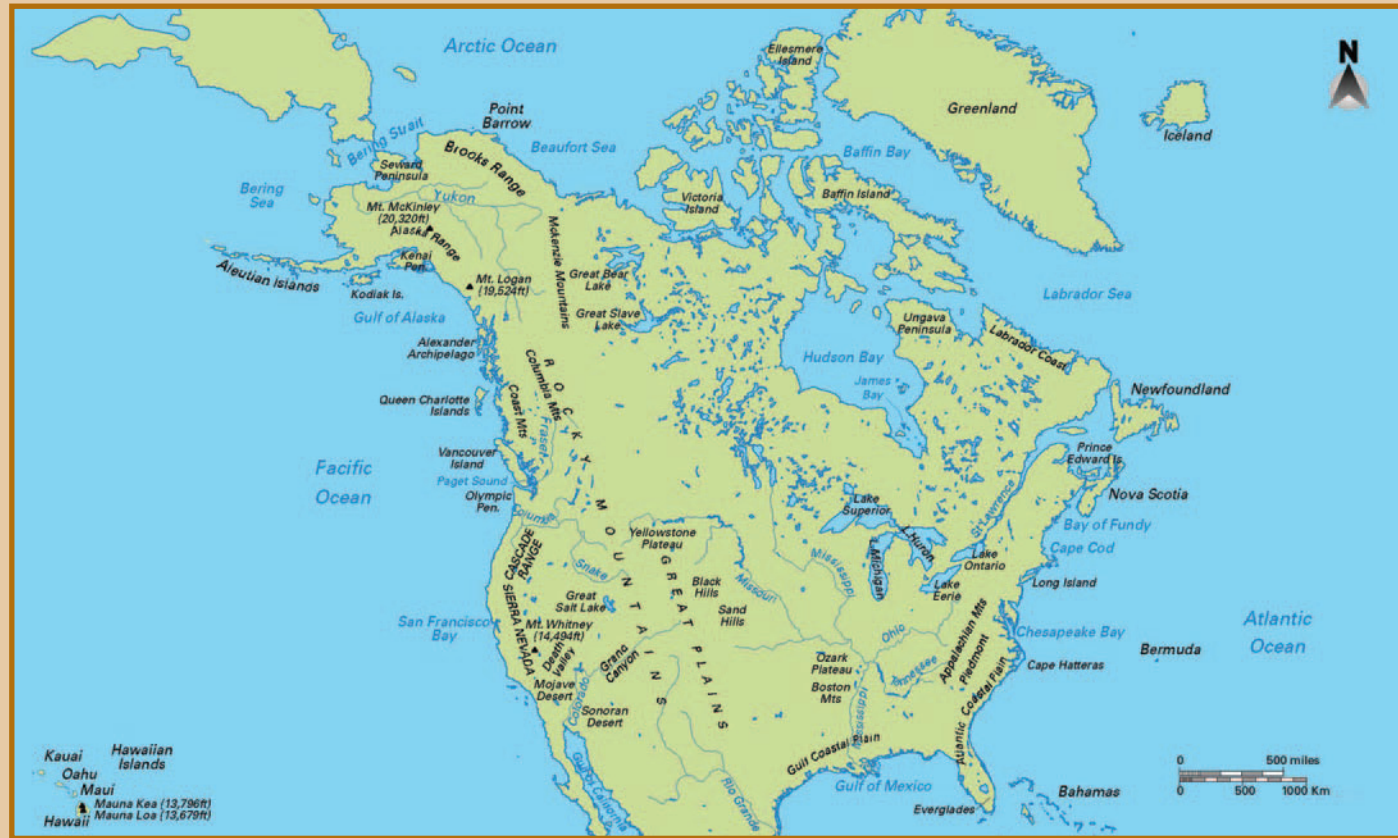 Arctic Ocean
Ellesmere
Island
N
Greenland
Iceland
Point
Barrow
Bering Strait
Beaufort Sea
Baffin Bay
Brooks Range
Seward
Peninsula
Bering
Sea
Yukon
Victoria
Island
Baffin Island
Mt. McKinley
(20,320ft)
Alaska Range
Mckenzie Mountains
Kenai
Pen.
Aleutian Islands
Kodiak Is.
Mt. Logan
(19,524ft)
Great Bear
Lake
Great Slave
Lake
Labrador Sea
Gulf of Alaska
Ungava
Peninsula
Labrador Coast
Alexander
Archipelago
Hudson Bay
James
Bay
ROCKY MOUNTAINS
Columbia Mts
Coast Mts
Fraser
Queen Charlotte
Islands
Newfoundland
Vancouver
Island
Facific
Ocean
Paget Sound
Olympic
Pen.
Prince
Edward Is.
Nova Scotia
St Lawrence
Lake
Superior
Bay of Fundy
Columbia
CASCADE
RANGE
Yellowstone
Plateau
L.Huron
Cape Cod
Lake
Ontario
L.Michigan
Mississippi
Missouri
Snake
GREAT PLAINS
Black
Hills
Lake
Eerie
Long Island
Great
Salt Lake
Sand
Hills
San Francisco
Bay
SIERRA NEVADA
Mt. Whitney
(14,494ft)
Death
Valley
Grand
Canyon
Ohio
Appalachian Mts
Piedmont
Chesapeake Bay
Atlantic
Ocean
Bermuda
Cape Hatteras
Ozark
Plateau
Tennessee
Mojave
Desert
Colorado
Boston
Mts
Sonoran
Desert
Mississippi
Atlantic Coastal Plain
Gulf Coastal Plain
Gulf of California
Rio Grande
Gulf of Mexico
Everglades
Bahamas
0 500 miles
0 500 1000 Km
Hawaiian
Islands
Kauai
Oahu
Maui
Mauna Kea (13,796ft)
Mauna Loa (13,679ft)
Hawaii